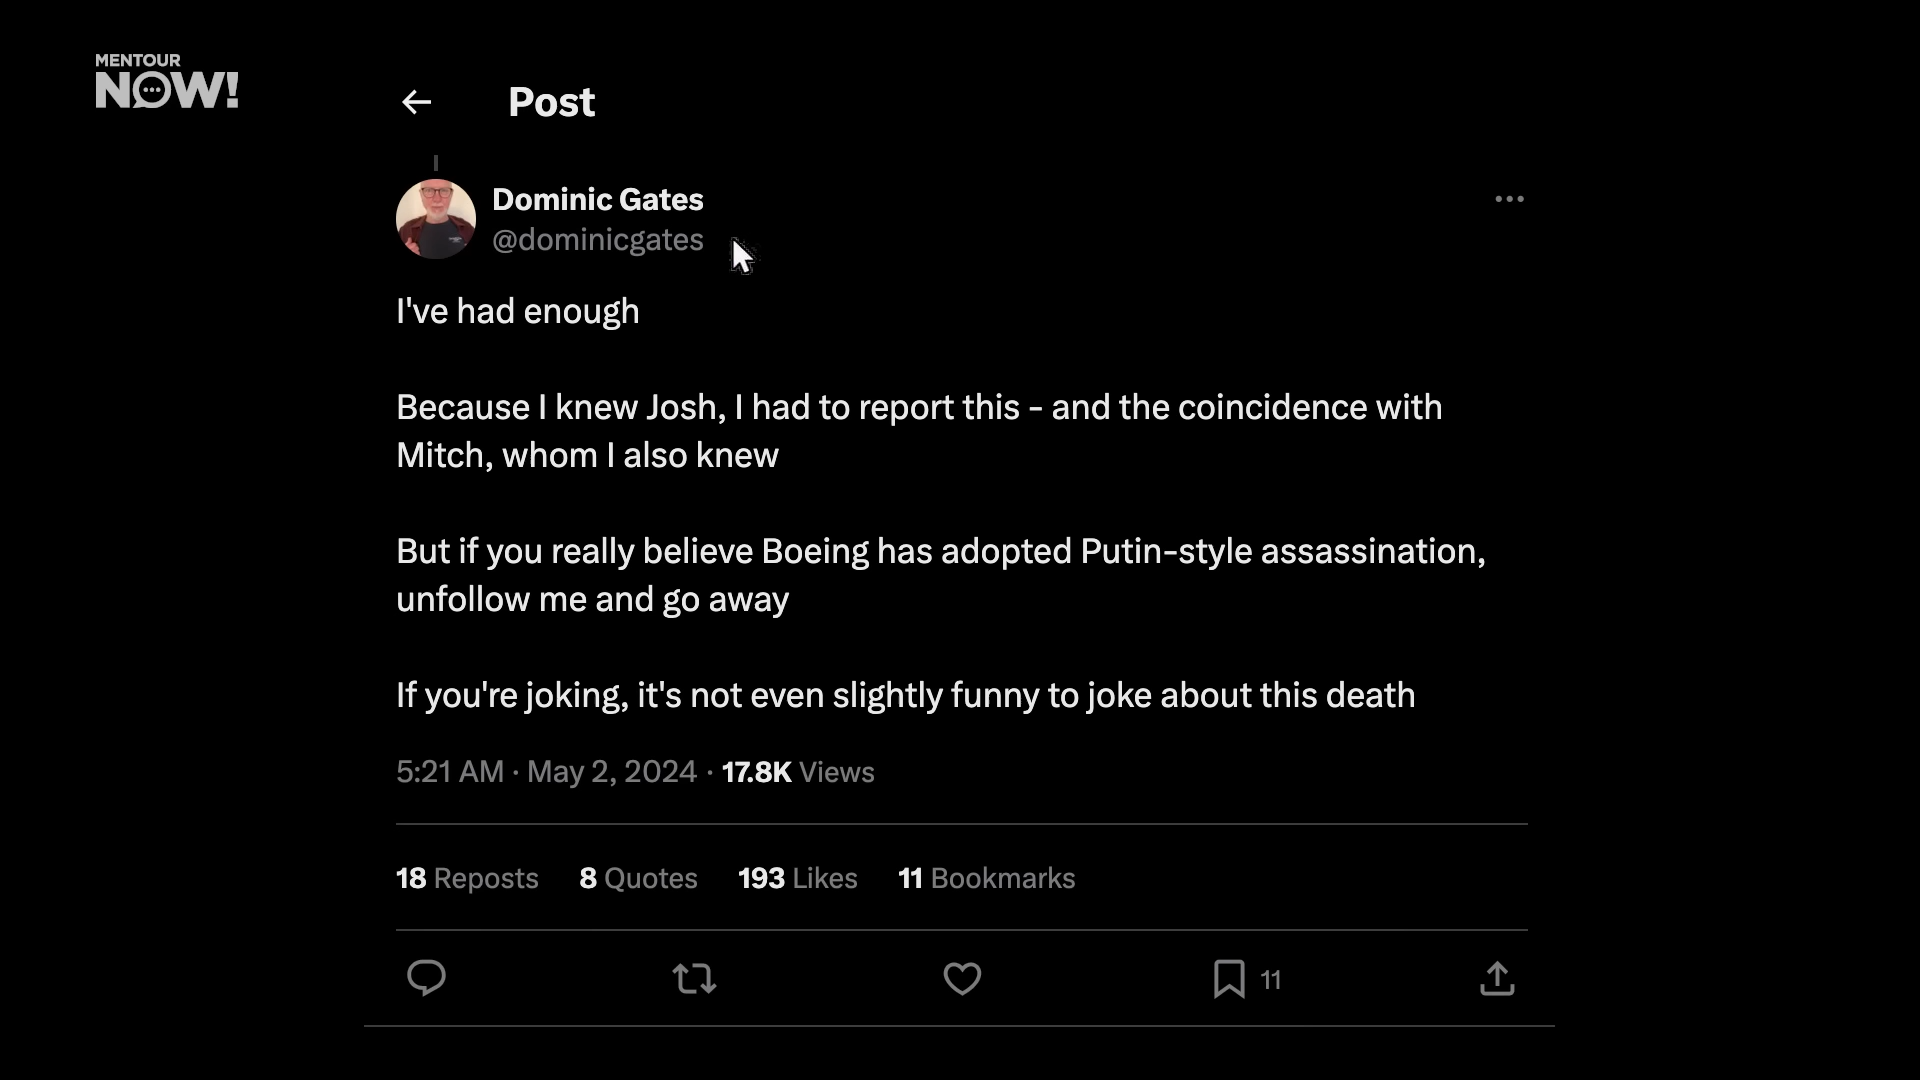 MENTOUR
NOW!
Post
Dominic Gates
@dominicgates
I've had enough
Because I knew Josh, I had to report this - and the coincidence with
Mitch, whom I also knew
But if you really believe Boeing has adopted Putin-style assassination,
unfollow me and go away
If you're joking, it's not even slightly funny to joke about this death
5:21 AM · May 2, 2024 · 17.8K Views
18 Reposts 8 Quotes 193 Likes 11 Bookmarks
11